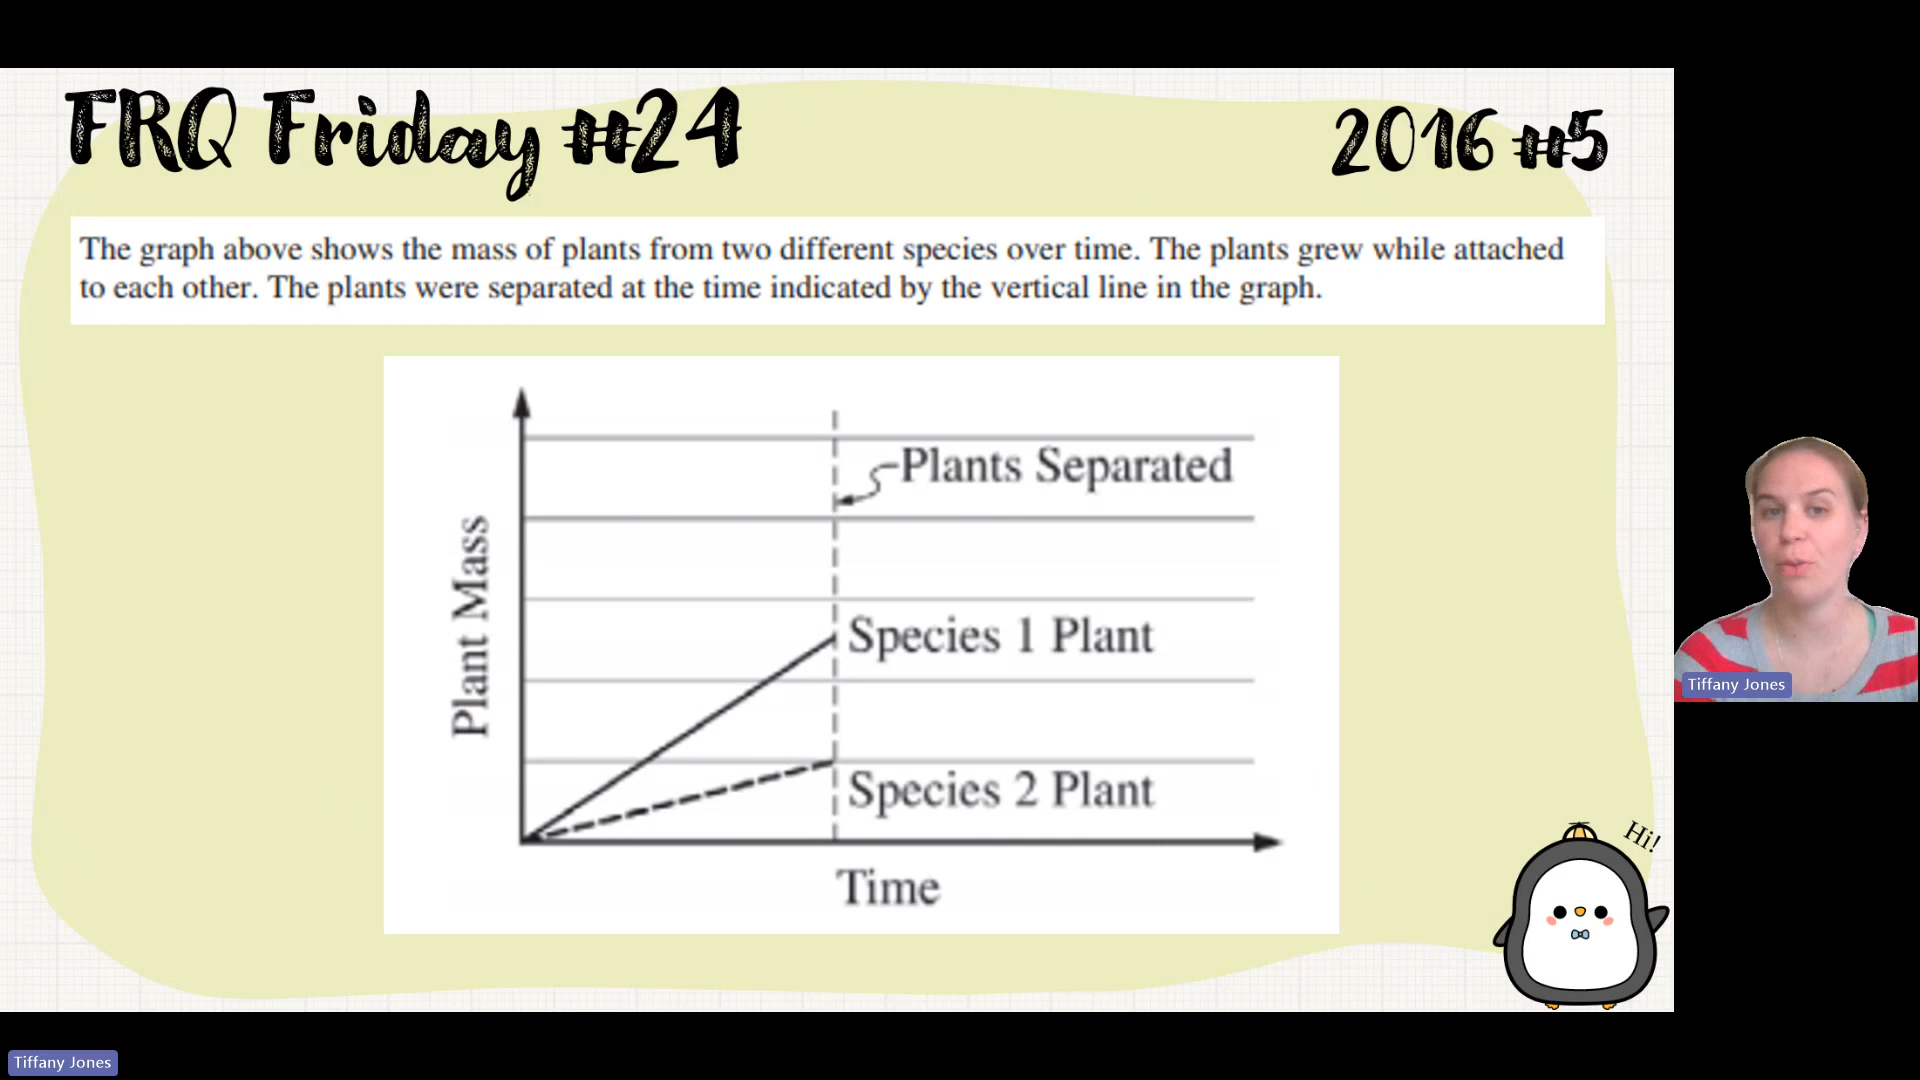 FRQ Friday #24
2016 #5
The graph above shows the mass of plants from two different species over time. The plants grew while attached
to each other. The plants were separated at the time indicated by the vertical line in the graph.
Plants Separated
Plant Mass
Species 1 Plant
Species 2 Plant
Time
Hi!
Tiffany Jones
Tiffany Jones